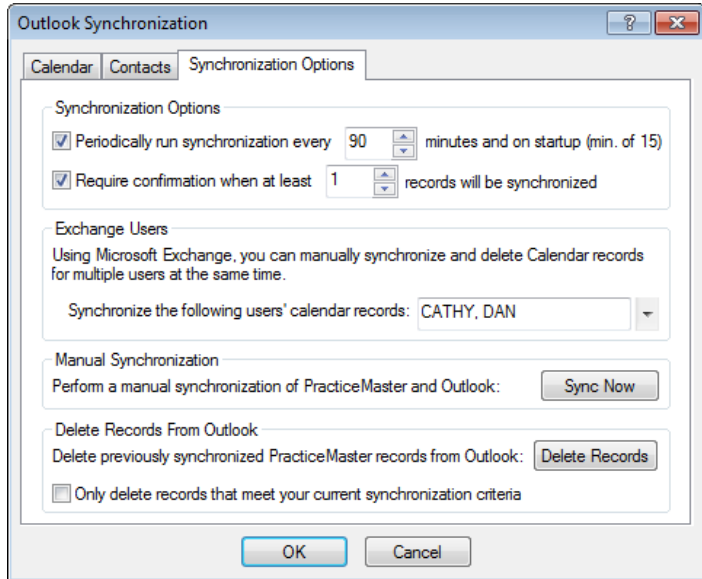 Outlook Synchronization
Calendar Contacts Synchronization Options
Synchronization Options
Periodically run synchronization every 90 minutes and on startup (min. of 15)
Require confirmation when at least 1 records will be synchronized
Exchange Users
Using Microsoft Exchange, you can manually synchronize and delete Calendar records
for multiple users at the same time.
Synchronize the following users' calendar records: CATHY, DAN
Manual Synchronization
Perform a manual synchronization of PracticeMaster and Outlook: Sync Now
Delete Records From Outlook
Delete previously synchronized PracticeMaster records from Outlook: Delete Records
Only delete records that meet your current synchronization criteria
OK Cancel